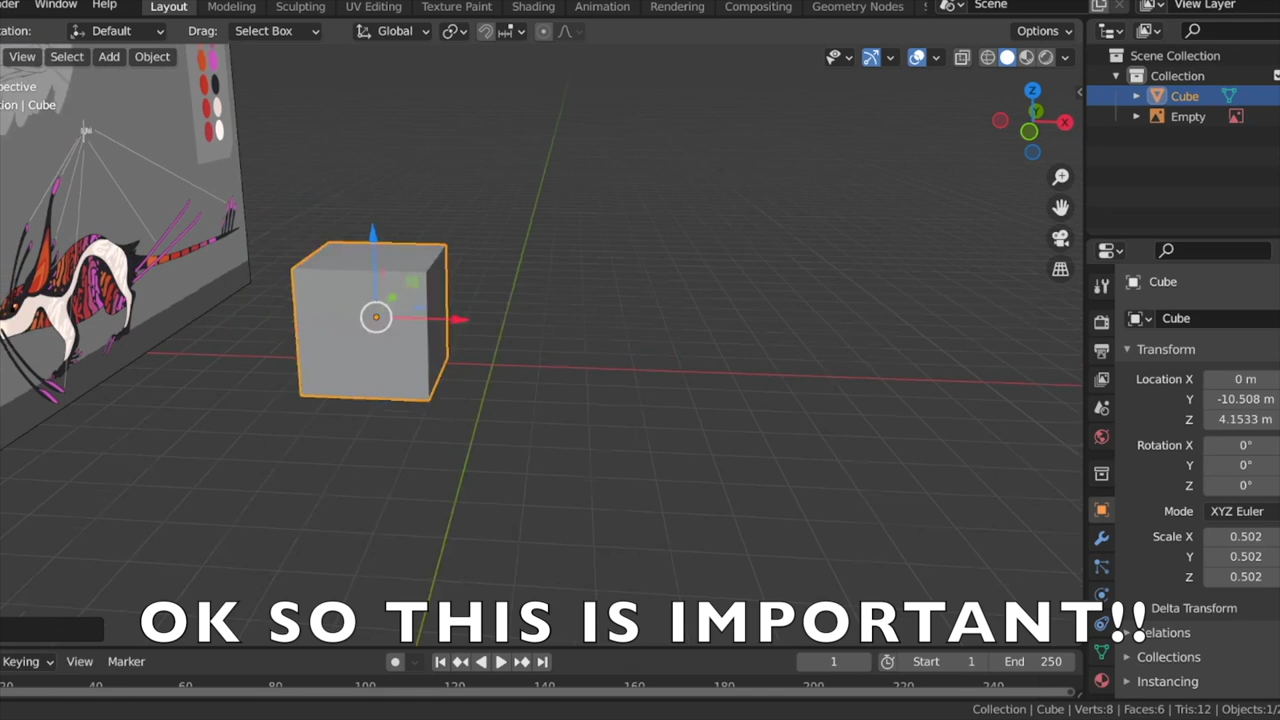 Window Help Layout Modeling Sculpting UV Editing Texture Paint Shading Animation Rendering Compositing Geometry Nodes Scene View Layer
Default Drag: Select Box Global Options
View Select Add Object
Scene Collection
Collection
Cube
Empty
Z
Y
X
Cube
Cube
Transform
Location X 0 m
Y -10.508 m
Z 4.1533 m
Rotation X 0°
Y 0°
Z 0°
Mode XYZ Euler
Scale X 0.502
Y 0.502
Z 0.502
Delta Transform
Relations
Collections
Instancing
OK SO THIS IS IMPORTANT!!
Keying View Marker 1 Start 1 End 250
Collection | Cube | Verts:8 | Faces:6 | Tris:12 | Objects:1/